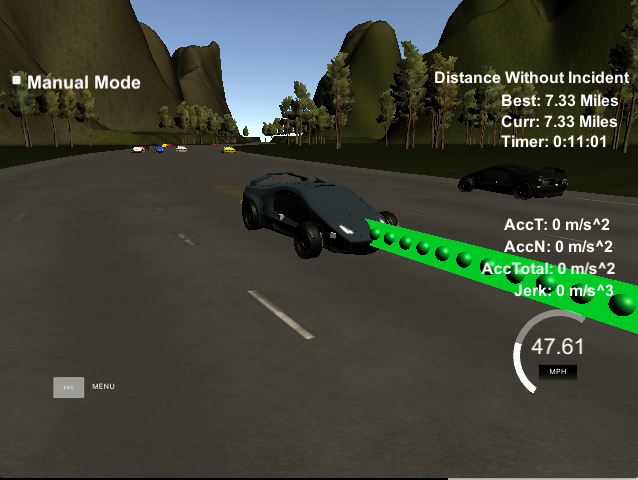 Manual Mode
Distance Without Incident
Best: 7.33 Miles
Curr: 7.33 Miles
Timer: 0:11:01
AccT: 0 m/s^2
AccN: 0 m/s^2
AccTotal: 0 m/s^2
Jerk: 0 m/s^3
47.61
MPH
ESC MENU